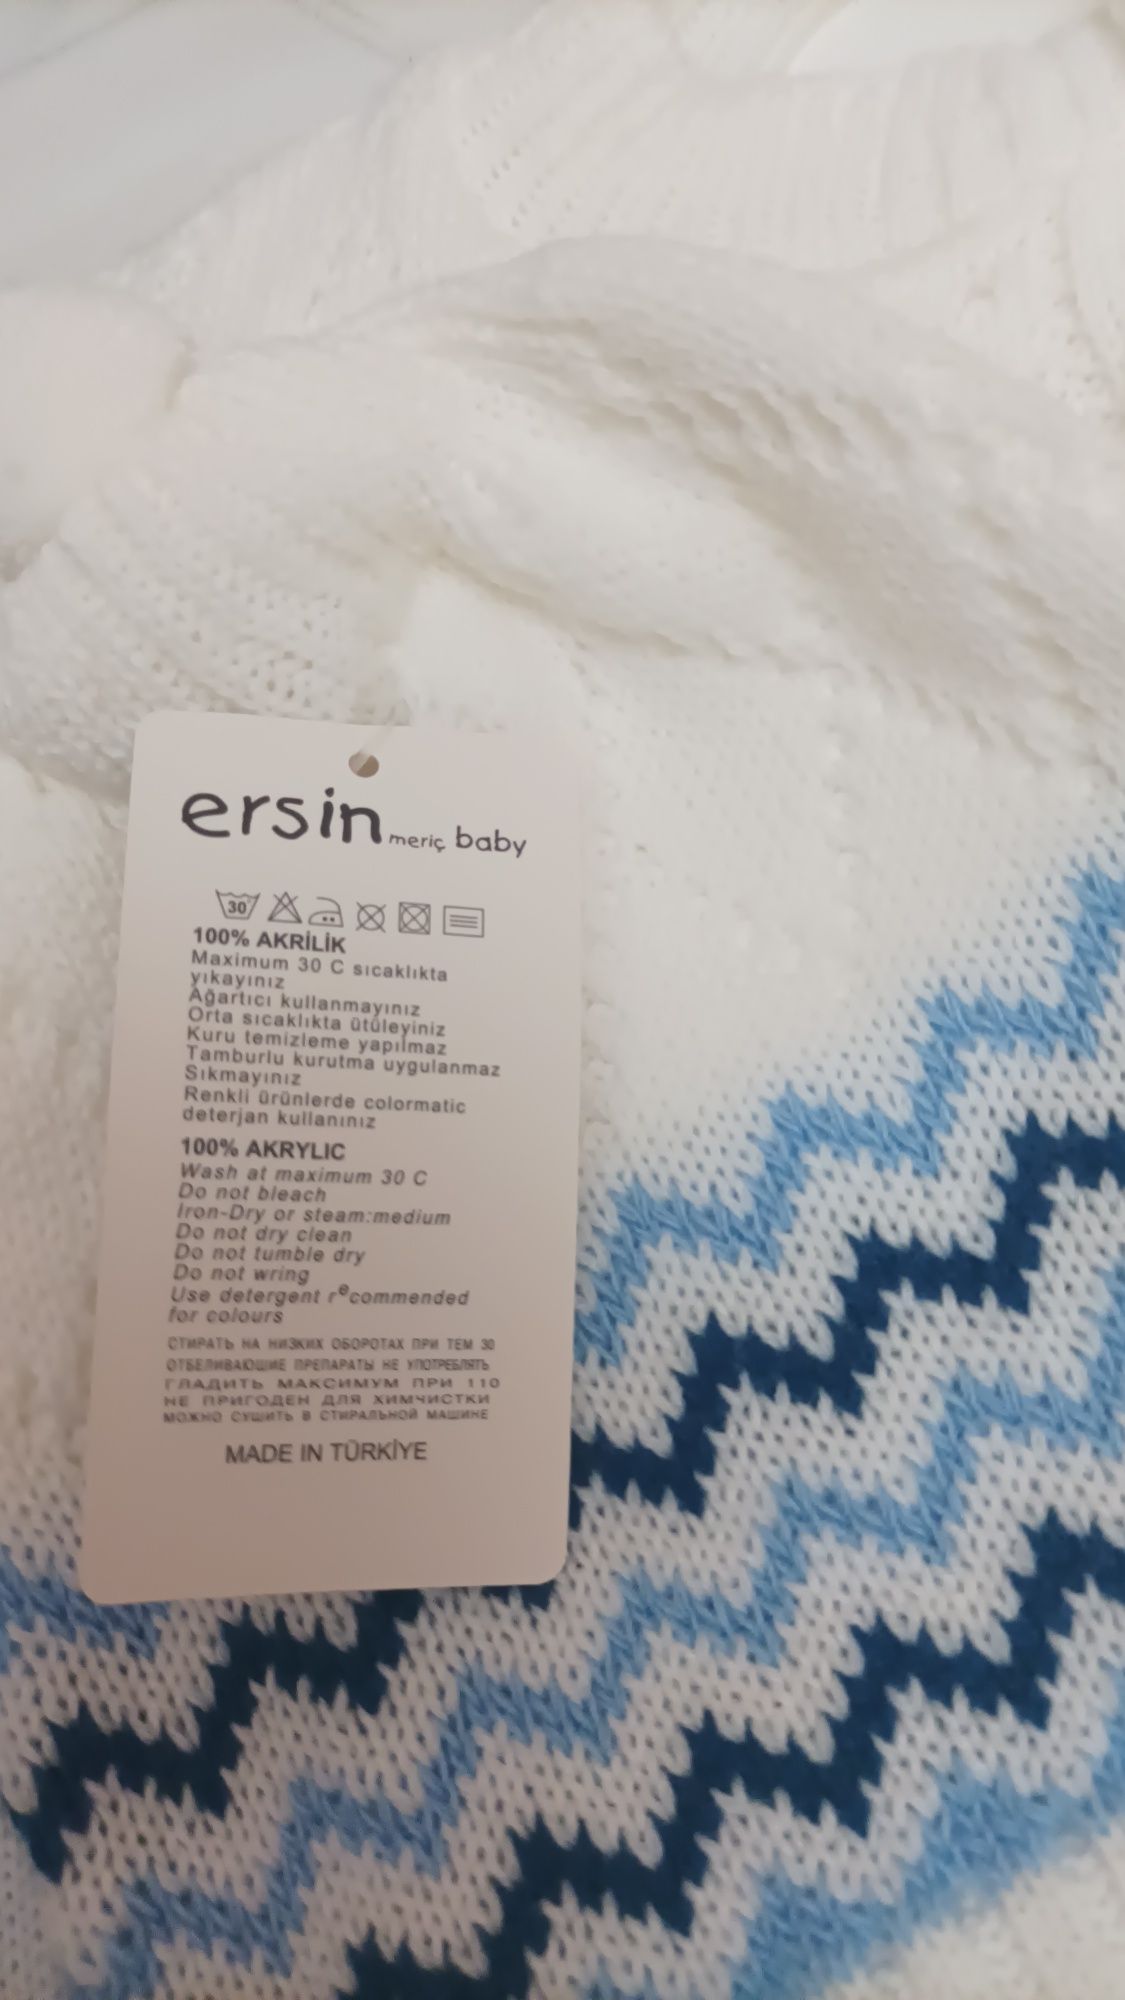 ersin meriç baby
30
100% AKRİLİK
Maximum 30 C sıcaklıkta
yıkayınız
Ağartıcı kullanmayınız
Orta sıcaklıkta ütüleyiniz
Kuru temizleme yapılmaz
Tamburlu kurutma uygulanmaz
Sıkmayınız
Renkli ürünlerde colormatic
deterjan kullanınız
100% AKRYLIC
Wash at maximum 30 C
Do not bleach
Iron-Dry or steam:medium
Do not dry clean
Do not tumble dry
Do not wring
Use detergent recommended
for colours
СТИРАТЬ НА НИЗКИХ ОБОРОТАХ ПРИ ТЕМ 30
ОТБЕЛИВАЮШИЕ ПРЕПАРАТЫ НЕ УПОТРЕБЛЯТЬ
ГЛАДИТЬ МАКСИМУМ ПРИ 110
НЕ ПРИГОДЕН ДЛЯ ХИМЧИСТКИ
МОЖНО СУШИТЬ В СТИРАЛЬНОЙ МАШИНЕ
MADE IN TÜRKİYE